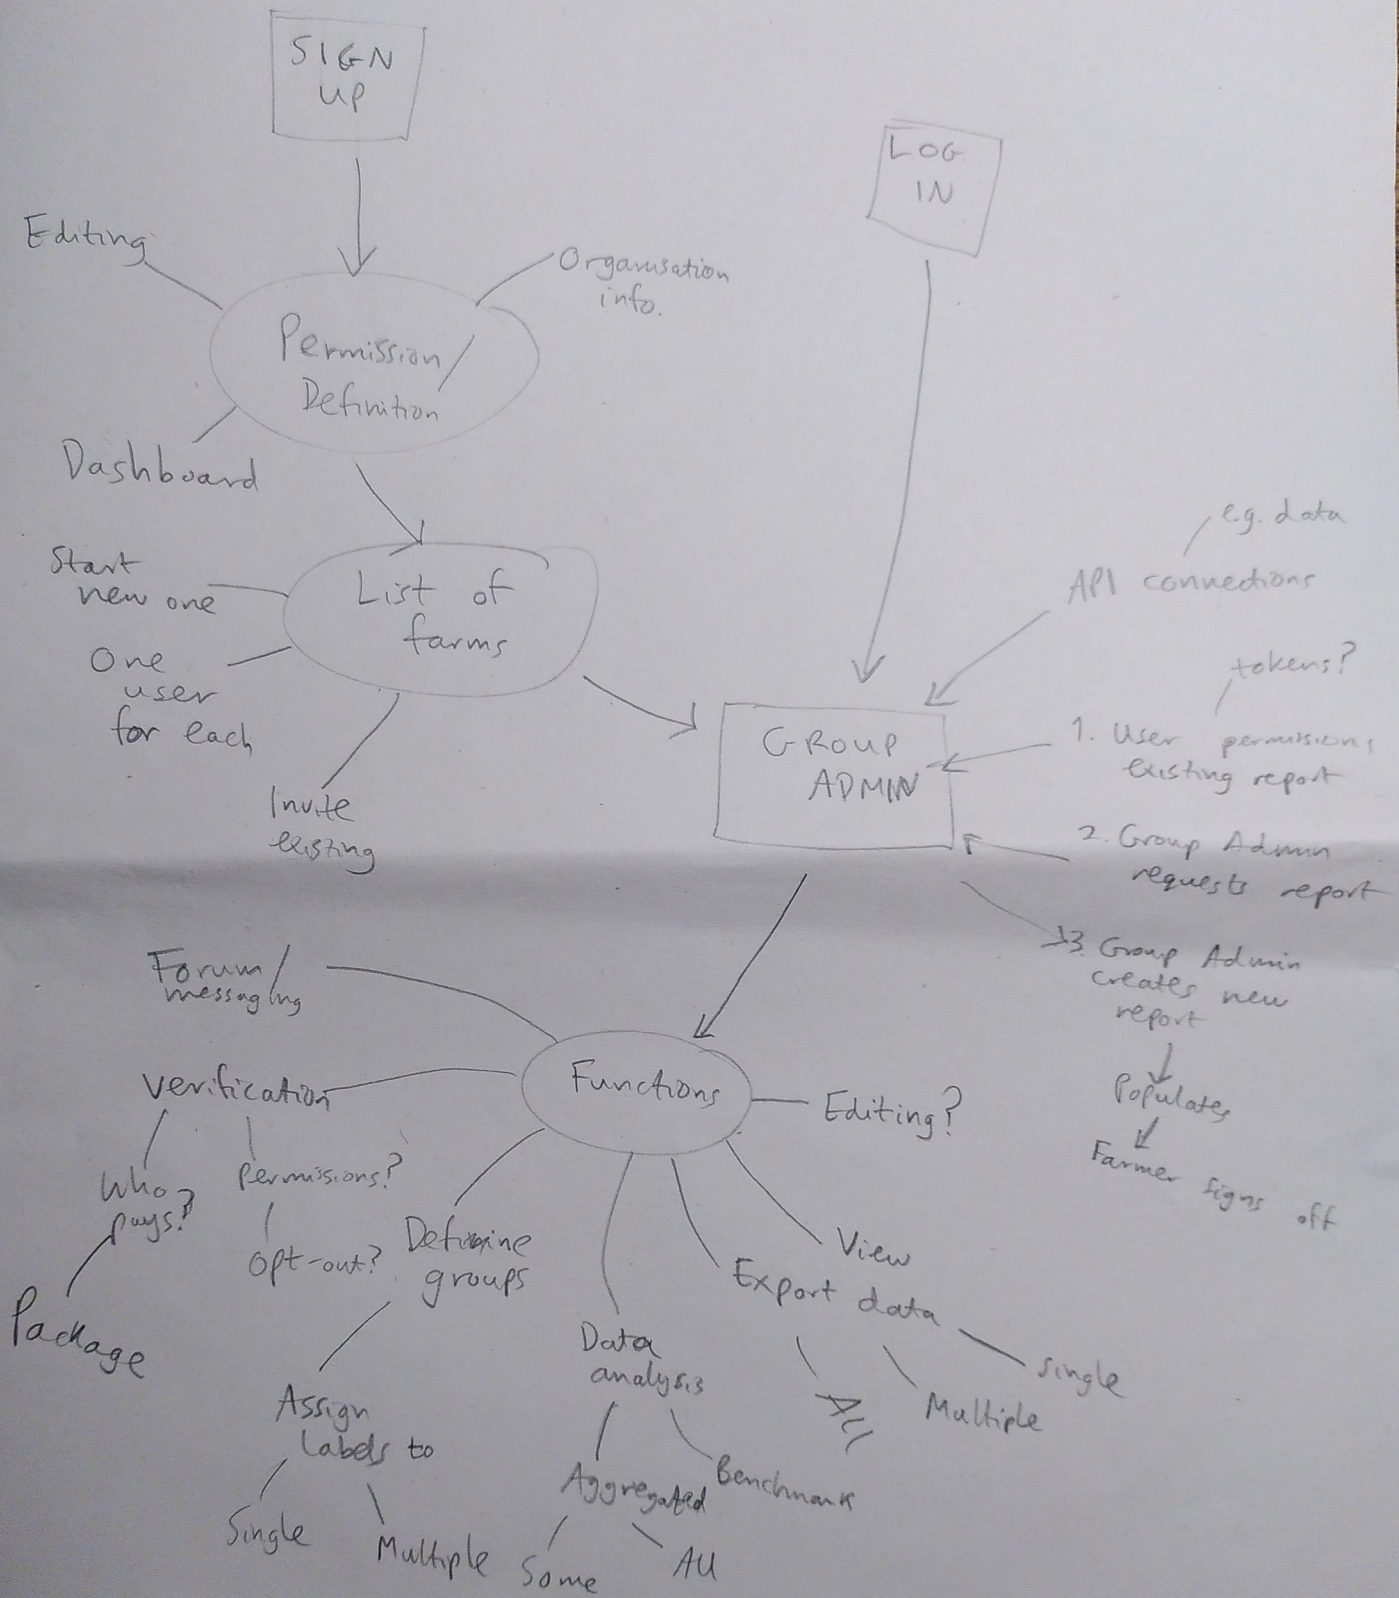 SIGN
UP
LOG
IN
Editing
Organisation
info.
Permission/
Definition
Dashboard
e.g. data
Start
new one
List of
farms
API connections
One
user
for each
tokens?
GROUP
ADMIN
1. User permissions
existing report
Invite
existing
2. Group Admin
requests report
3. Group Admin
creates new
report
Forum/
messaging
Verification
Functions
Editing?
Populates
Farmer signs off
Who
pays?
Permissions?
Opt-out?
Define
groups
View
Export data
Package
Data
analysis
Single
All
Multiple
Assign
Labels to
Aggregated
Benchmark
Single
Multiple
Some
All